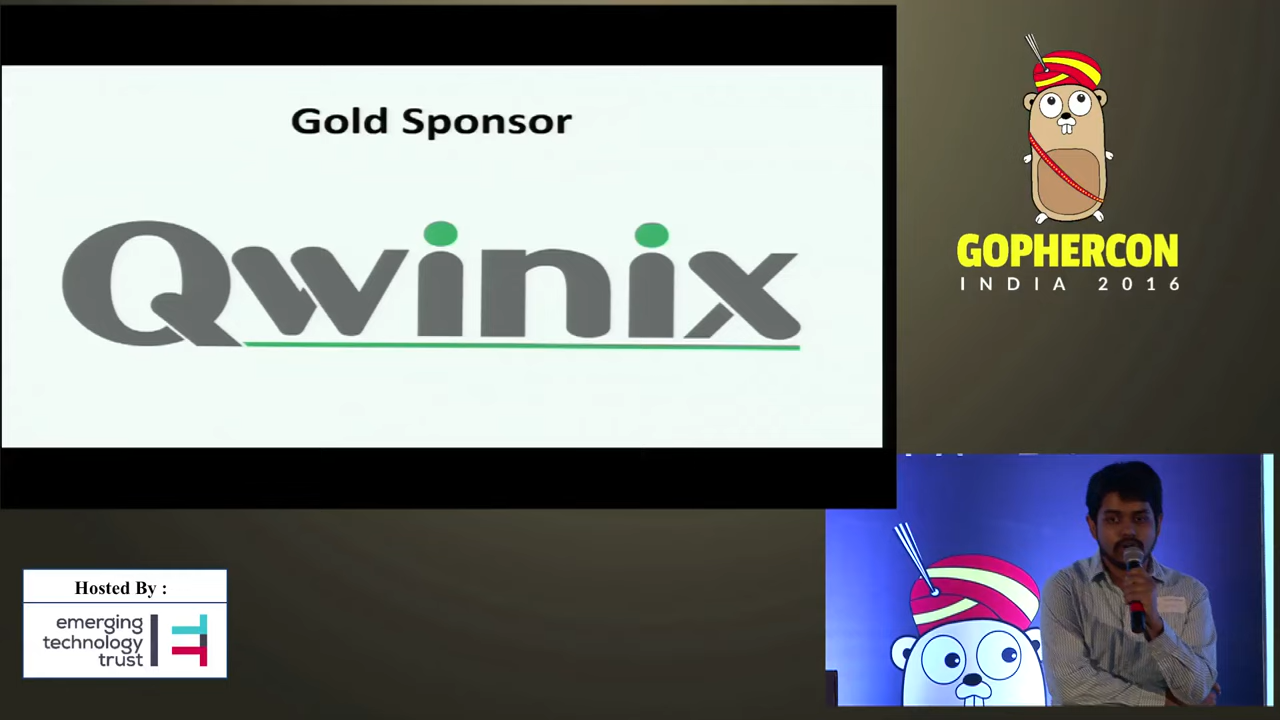 Gold Sponsor
Qwinix
GOPHERCON
INDIA 2016
Hosted By :
emerging
technology
trust